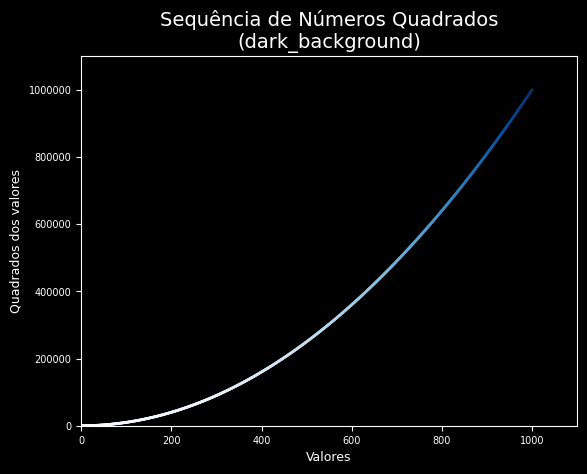 Sequência de Números Quadrados
(dark_background)
1000000
800000
600000
400000
200000
0
Quadrados dos valores
0 200 400 600 800 1000
Valores